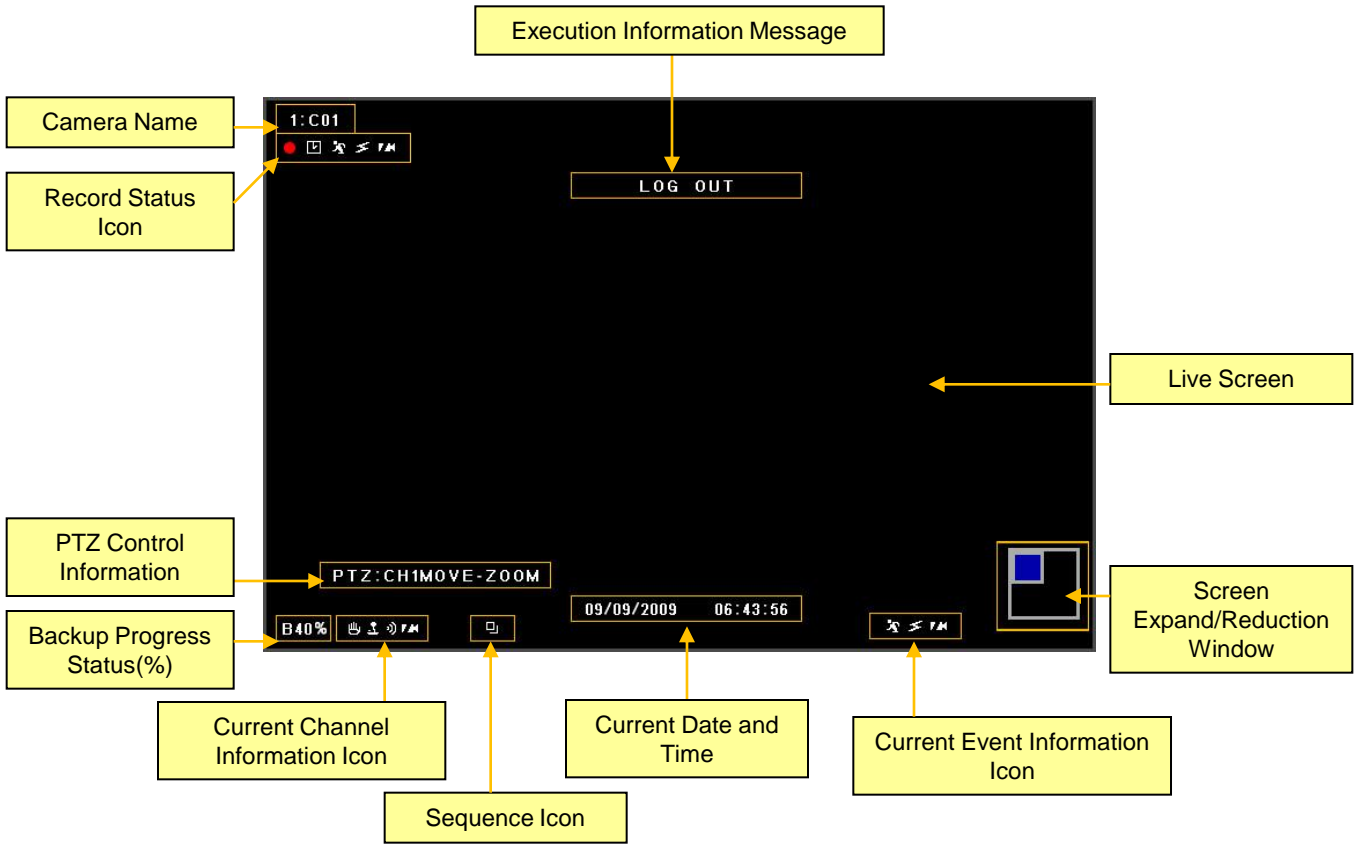 Execution Information Message
Camera Name
1:C01
Record Status
Icon
LOG OUT
Live Screen
PTZ Control
Information
PTZ:CH1MOVE-ZOOM
09/09/2009 06:43:56
Screen
Expand/Reduction
Window
Backup Progress
Status(%)
B40%
Current Channel
Information Icon
Current Date and
Time
Current Event Information
Icon
Sequence Icon